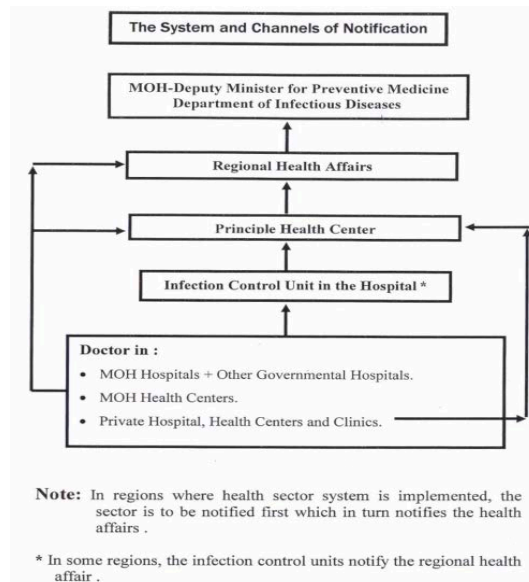 The System and Channels of Notification
MOH-Deputy Minister for Preventive Medicine
Department of Infectious Diseases
Regional Health Affairs
Principle Health Center
Infection Control Unit in the Hospital *
Doctor in :
• MOH Hospitals + Other Governmental Hospitals.
• MOH Health Centers.
• Private Hospital, Health Centers and Clinics.
Note: In regions where health sector system is implemented, the
sector is to be notified first which in turn notifies the health
affairs .
* In some regions, the infection control units notify the regional health
affair .